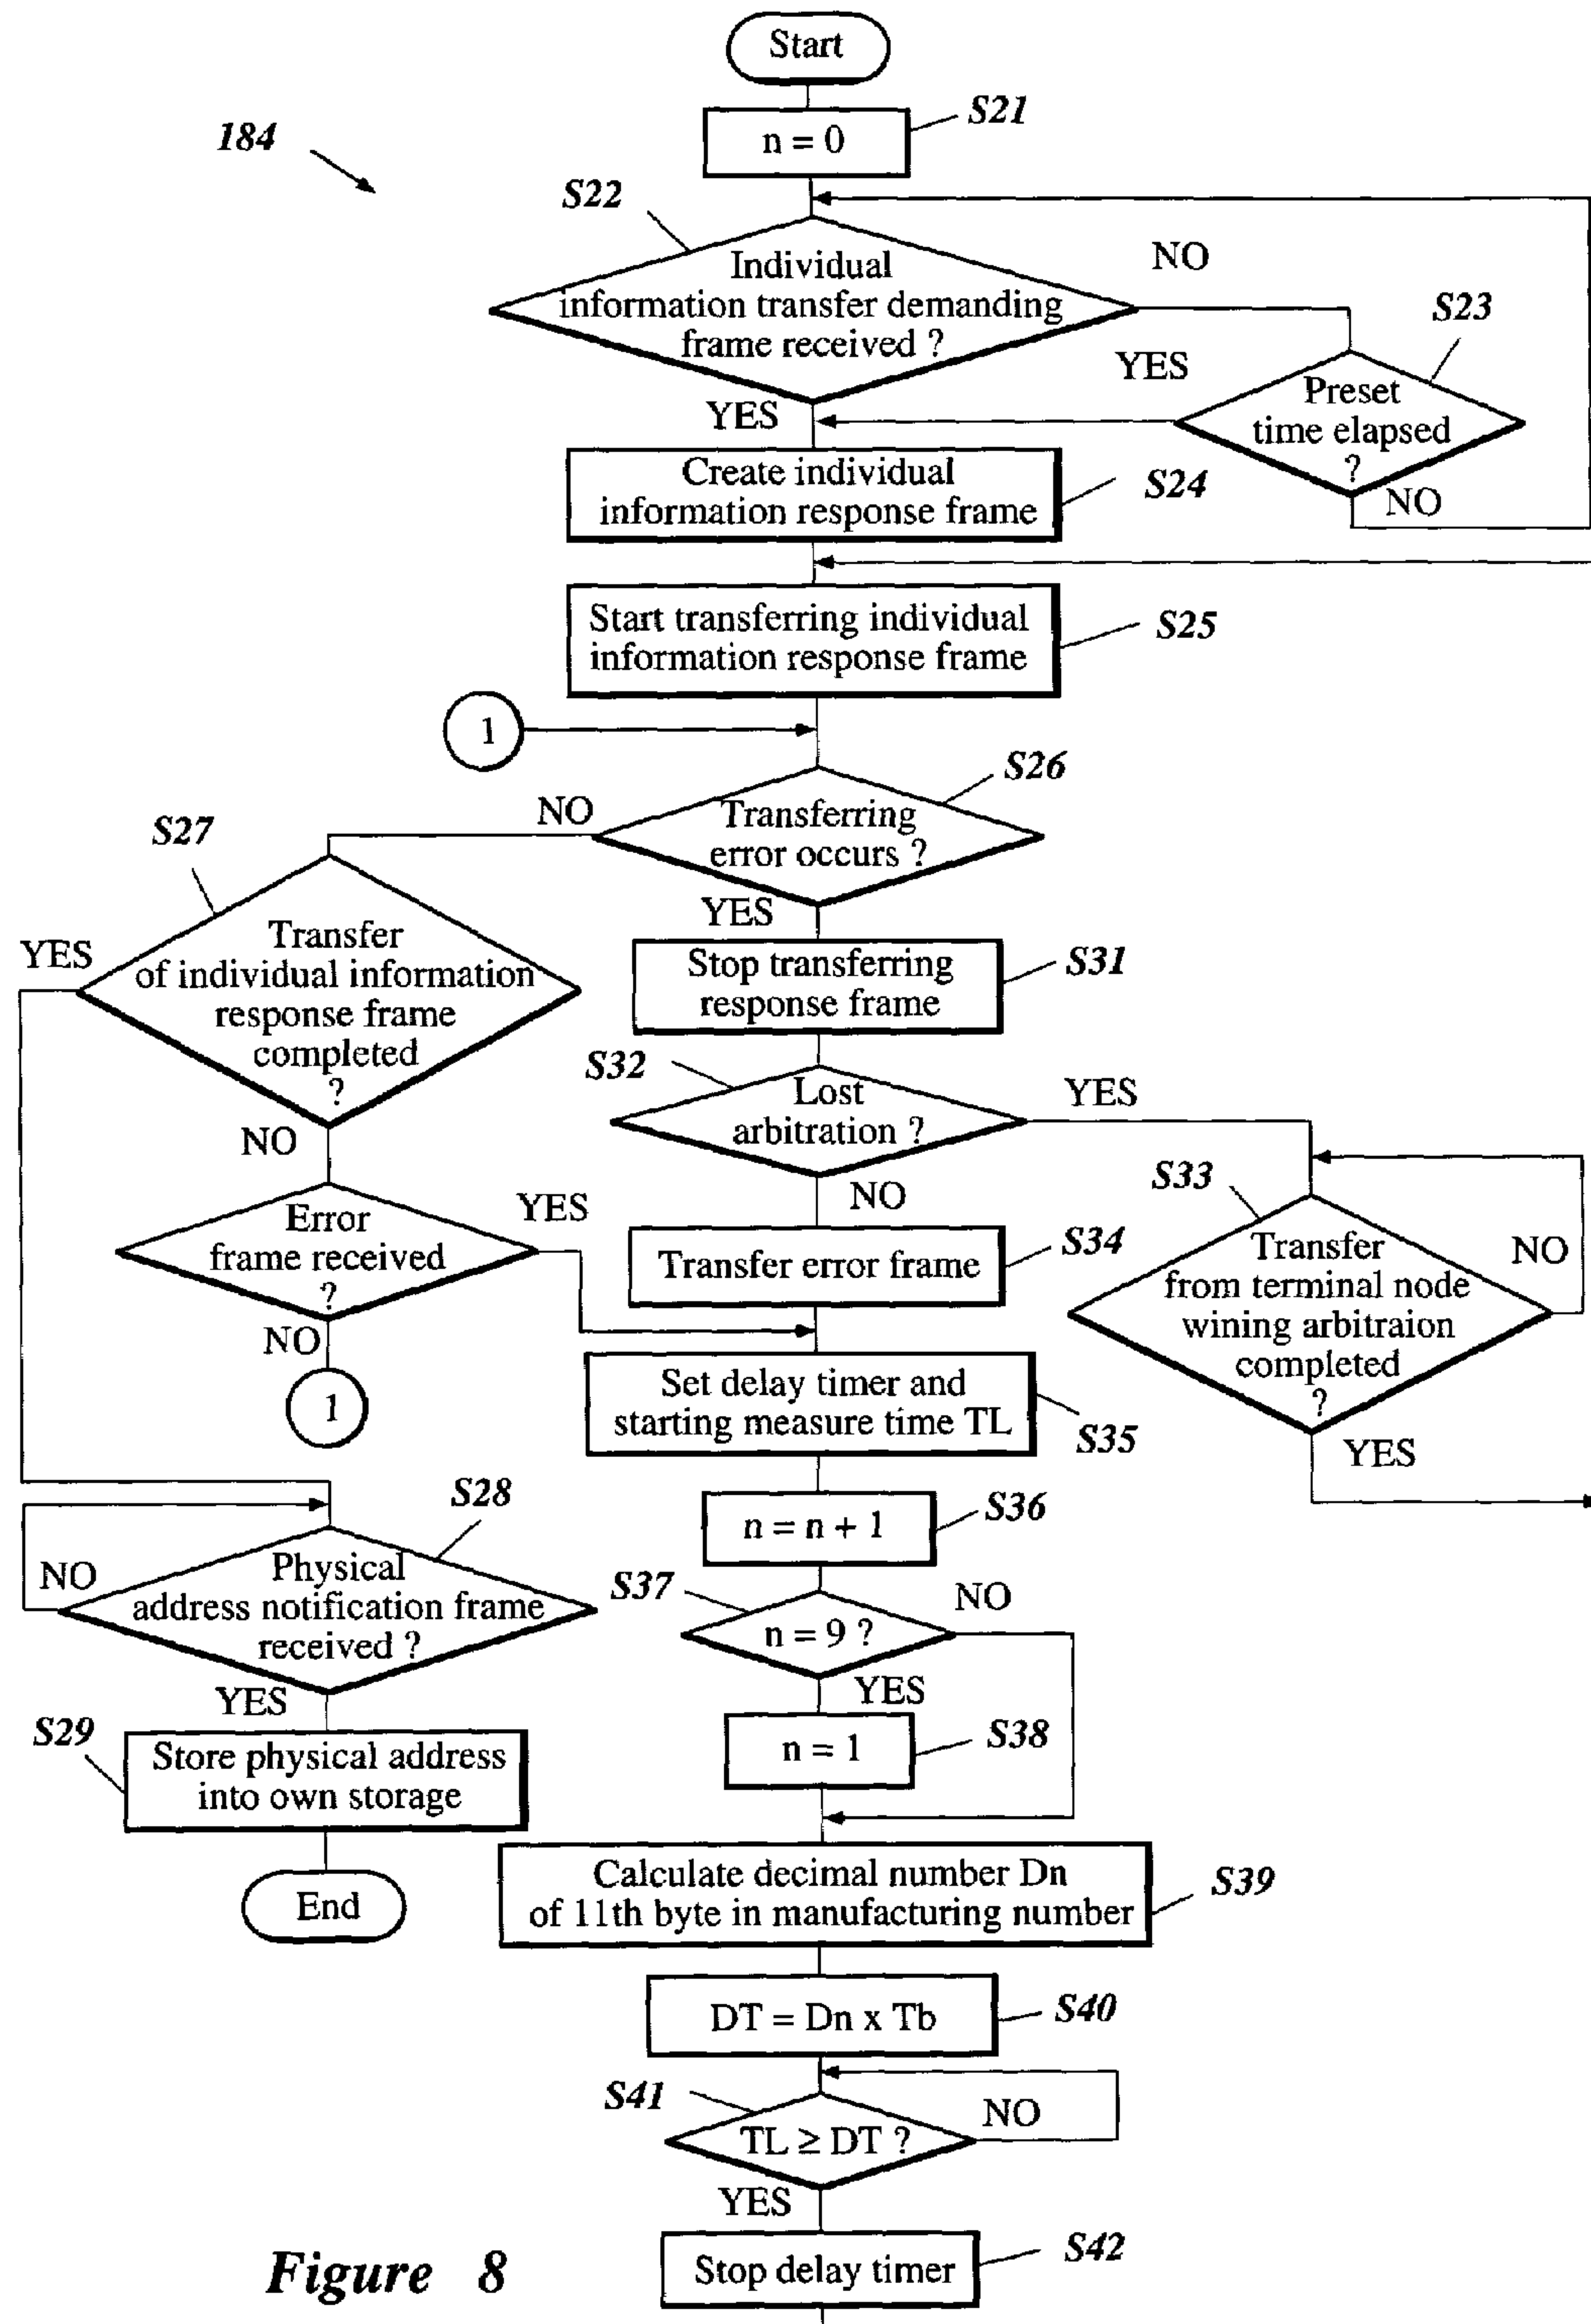 Start
S21
n = 0
184
S22
Individual
information transfer demanding
frame received ?
NO
S23
YES
Preset
time elapsed
?
NO
YES
Create individual
information response frame
S24
Start transferring individual
information response frame
S25
1
S26
Transferring
error occurs ?
NO
S27
YES
Transfer
of individual information
response frame
completed
?
YES
NO
Stop transferring
response frame
S31
S32
Lost
arbitration ?
YES
NO
S33
Transfer
from terminal node
wining arbitraion
completed
?
NO
YES
Error
frame received
?
YES
NO
1
Transfer error frame
S34
Set delay timer and
starting measure time TL
S35
n = n + 1
S36
S28
Physical
address notification frame
received ?
NO
YES
S37
n = 9 ?
NO
YES
S29
Store physical address
into own storage
n = 1
S38
End
Calculate decimal number Dn
of 11th byte in manufacturing number
S39
DT = Dn x Tb
S40
S41
TL ≥ DT ?
NO
YES
Stop delay timer
S42
Figure 8